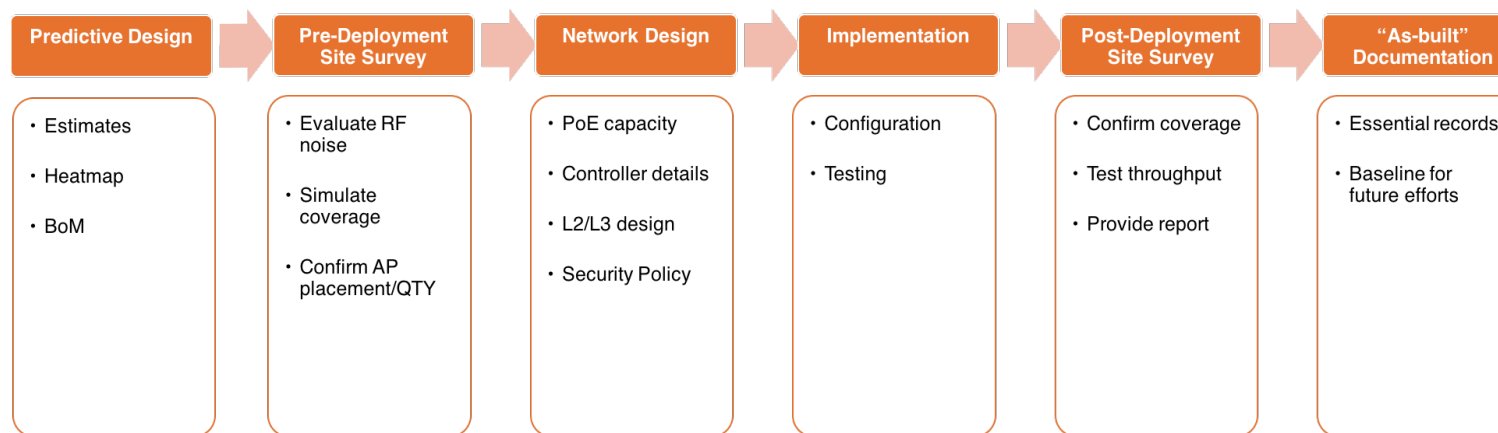 Predictive Design
Pre-Deployment
Site Survey
Network Design
Implementation
Post-Deployment
Site Survey
“As-built”
Documentation
• Estimates
• Heatmap
• BoM
• Evaluate RF
noise
• Simulate
coverage
• Confirm AP
placement/QTY
• PoE capacity
• Controller details
• L2/L3 design
• Security Policy
• Configuration
• Testing
• Confirm coverage
• Test throughput
• Provide report
• Essential records
• Baseline for
future efforts